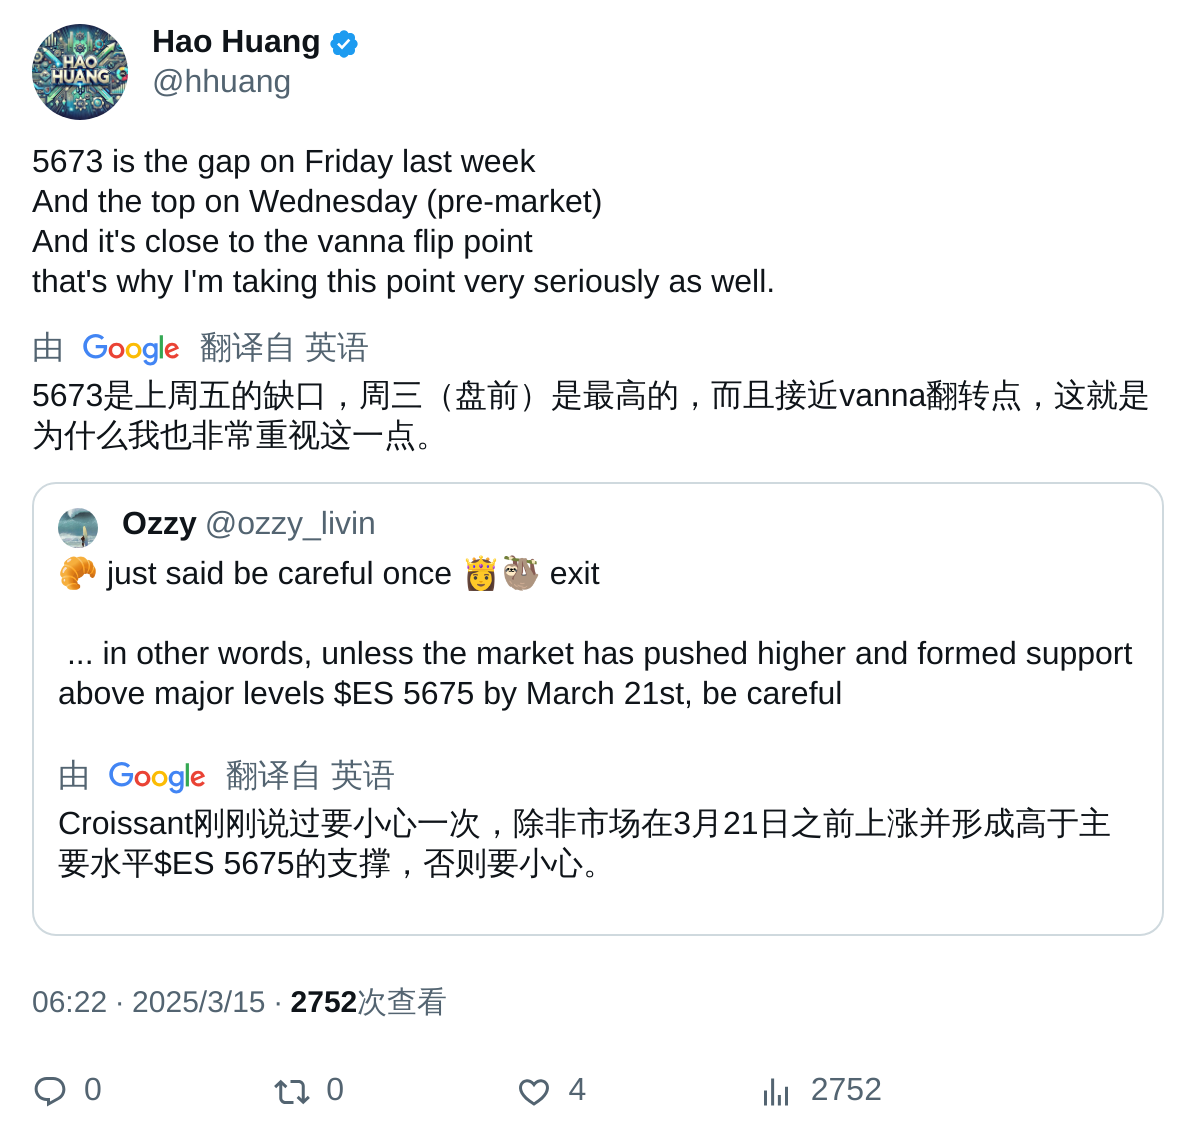 HAO
HUANG
Hao Huang
@hhuang
5673 is the gap on Friday last week
And the top on Wednesday (pre-market)
And it's close to the vanna flip point
that's why I'm taking this point very seriously as well.
由 Google 翻译自 英语
5673是上周五的缺口，周三（盘前）是最高的，而且接近vanna翻转点，这就是
为什么我也非常重视这一点。
Ozzy @ozzy_livin
🥐 just said be careful once 👸🦥 exit
... in other words, unless the market has pushed higher and formed support
above major levels $ES 5675 by March 21st, be careful
由 Google 翻译自 英语
Croissant刚刚说过要小心一次，除非市场在3月21日之前上涨并形成高于主
要水平$ES 5675的支撑，否则要小心。
06:22 · 2025/3/15 · 2752次查看
0 0 4 2752